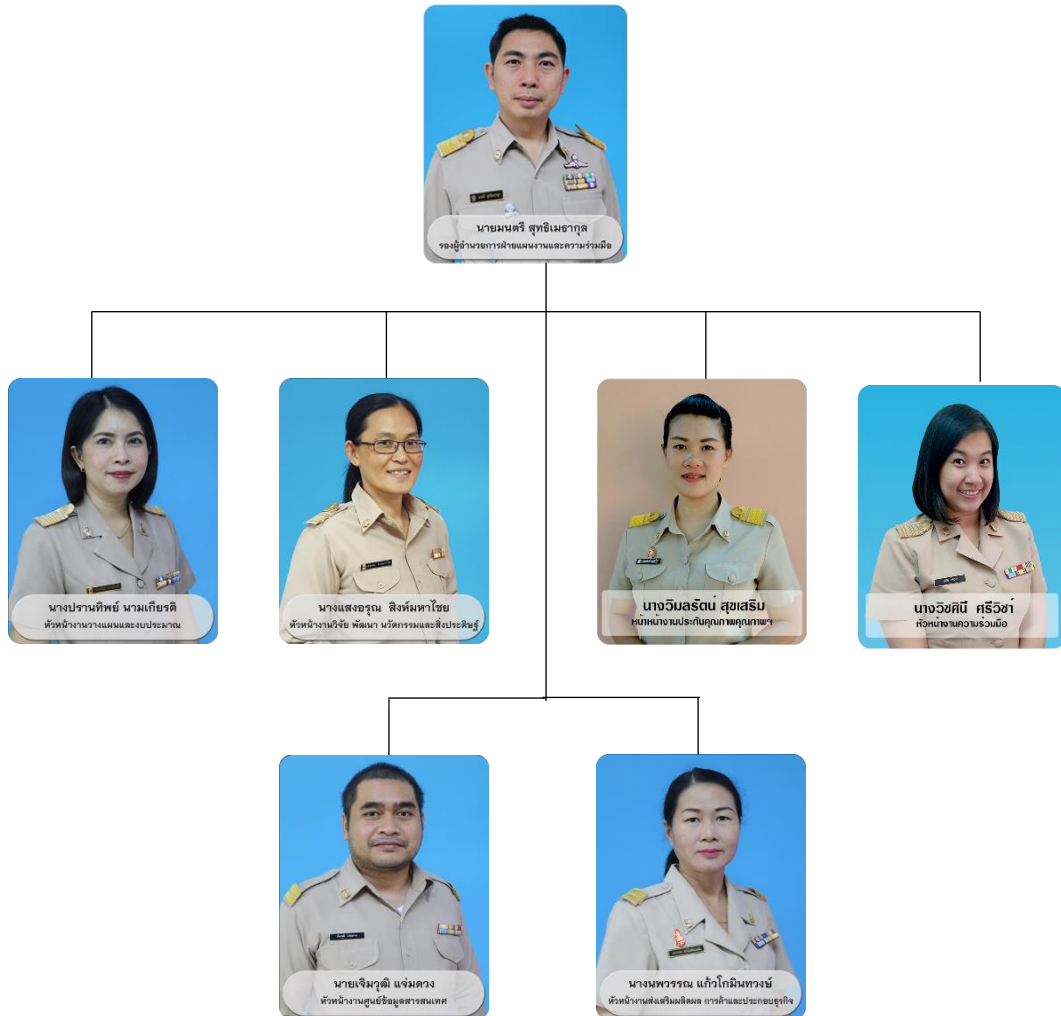 นายมนตรี สุทธิเมธากุล
รองผู้อำนวยการฝ่ายแผนงานและความร่วมมือ
นางปรานทิพย์ นามเกียรติ
หัวหน้างานวางแผนและงบประมาณ
นางแสงอรุณ สิงห์มหาไชย
หัวหน้างานวิจัย พัฒนา นวัตกรรมและสิ่งประดิษฐ์
นางวิมลรัตน์ สุขเสริม
หน้าหน้างานประกันคุณภาพคุณภาพฯ
นางวิชศินี ศรีวิชา
หัวหน้างานความร่วมมือ
นายเจิมวุฒิ แจ่มดวง
หัวหน้างานศูนย์ข้อมูลสารสนเทศ
นางนพวรรณ แก้วโกมินทวงษ์
หัวหน้างานส่งเสริมผลิตผล การค้าและประกอบธุรกิจ